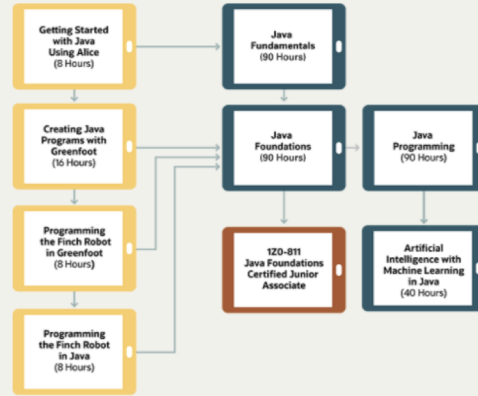 Getting Started
with Java
Using Alice
(8 Hours)
Java
Fundamentals
(90 Hours)
Creating Java
Programs with
Greenfoot
(16 Hours)
Java
Foundations
(90 Hours)
Java
Programming
(90 Hours)
Programming
the Finch Robot
in Greenfoot
(8 Hours)
1Z0-811
Java Foundations
Certified Junior
Associate
Artificial
Intelligence with
Machine Learning
in Java
(40 Hours)
Programming
the Finch Robot
in Java
(8 Hours)